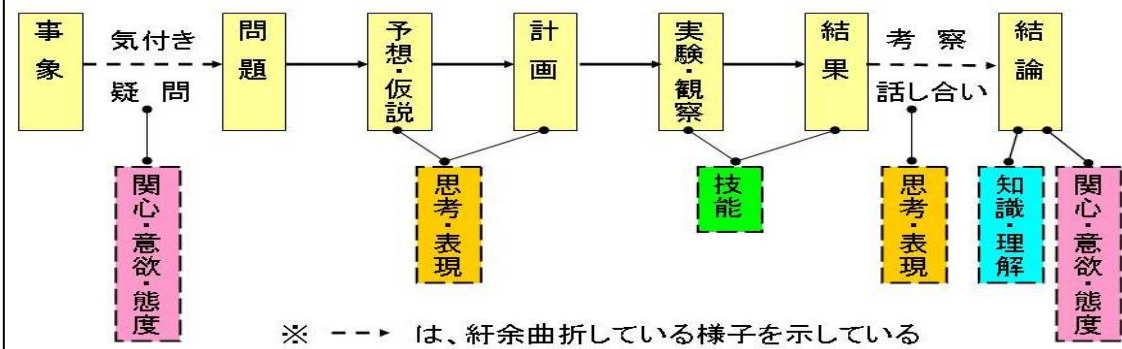 事象
気付き
疑問
問題
予想・仮説
計画
実験・観察
結果
考察
話し合い
結論
関心・意欲・態度
思考・表現
技能
思考・表現
知識・理解
関心・意欲・態度
※ ---→ は、紆余曲折している様子を示している